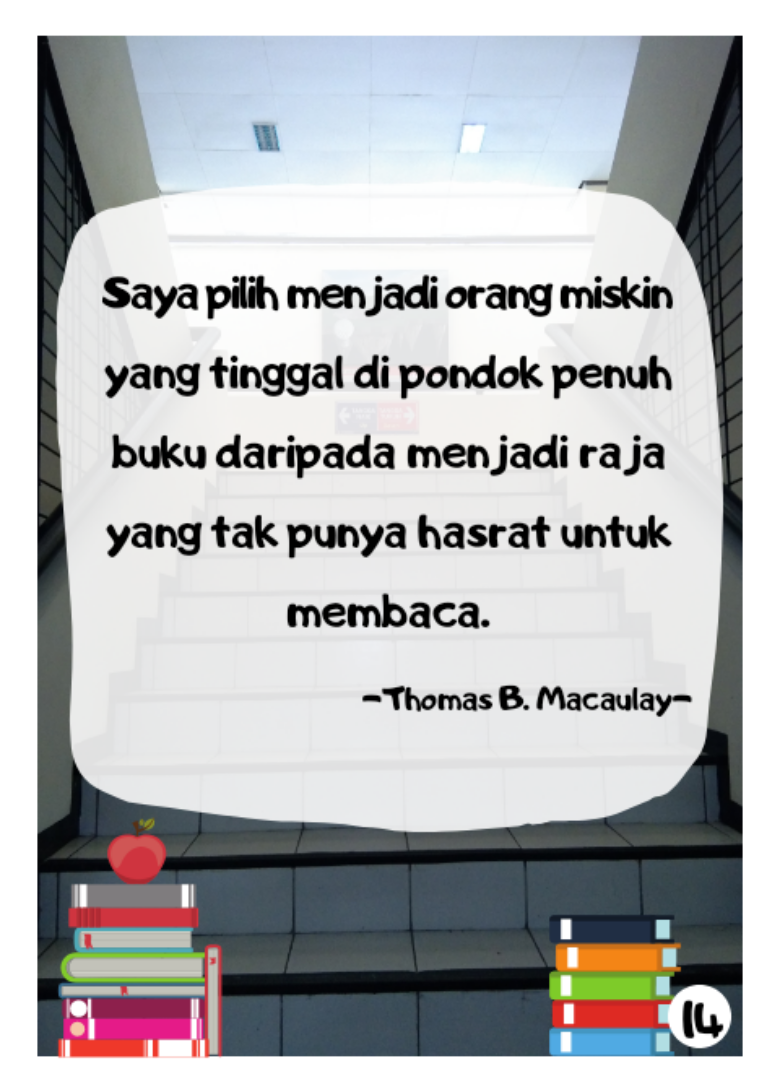 Saya pilih menjadi orang miskin
yang tinggal di pondok penuh
buku daripada menjadi raja
yang tak punya hasrat untuk
membaca.
-Thomas B. Macaulay-
14